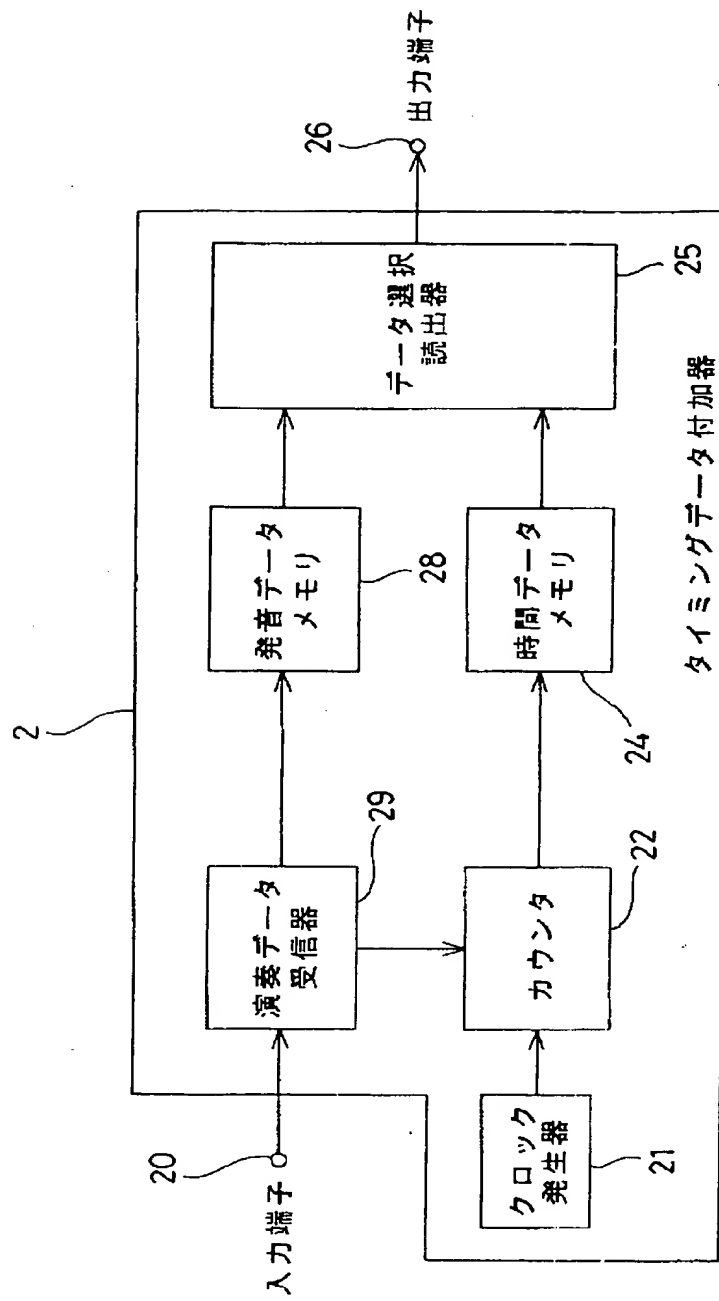 2
20
入力端子
演奏データ
受信器
29
発音データ
メモリ
28
データ選択
読出器
25
26
出力端子
クロック
発生器
21
カウンタ
22
時間データ
メモリ
24
タイミングデータ付加器